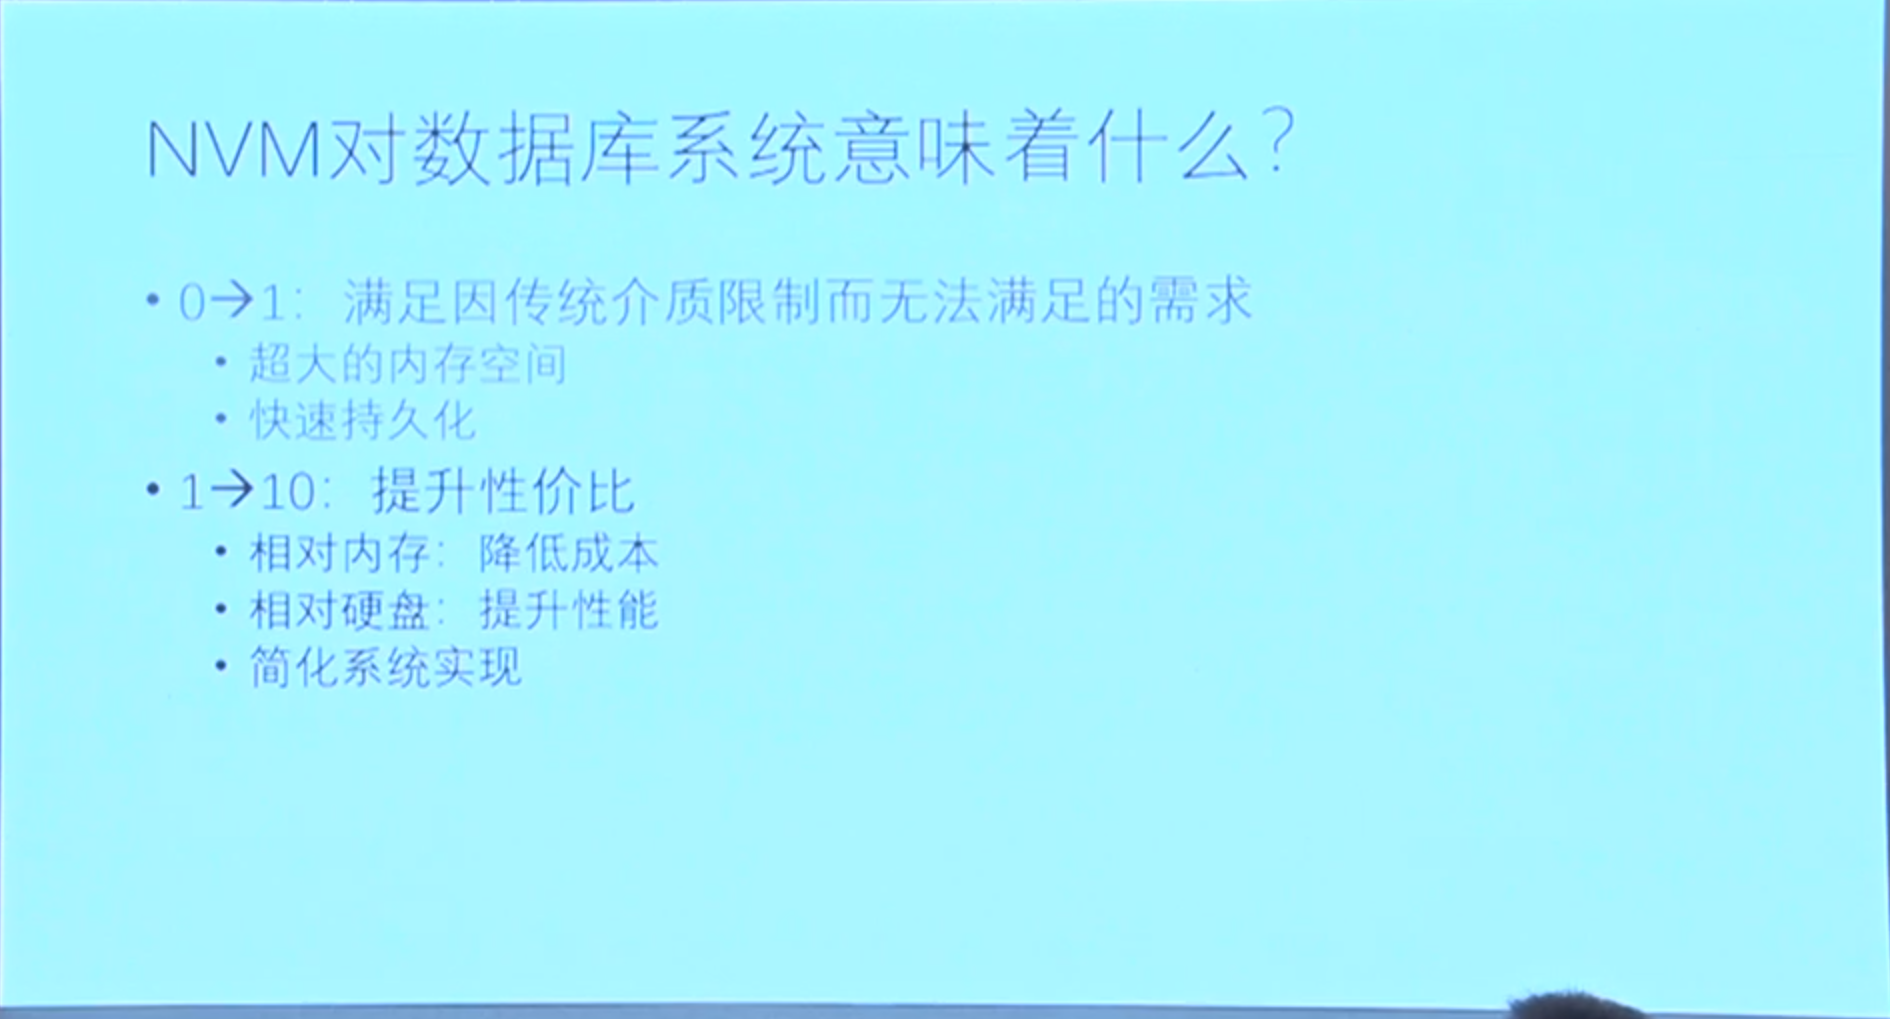 NVM对数据库系统意味着什么？
• 0→1：满足因传统介质限制而无法满足的需求
• 超大的内存空间
• 快速持久化
• 1→10：提升性价比
• 相对内存：降低成本
• 相对硬盘：提升性能
• 简化系统实现